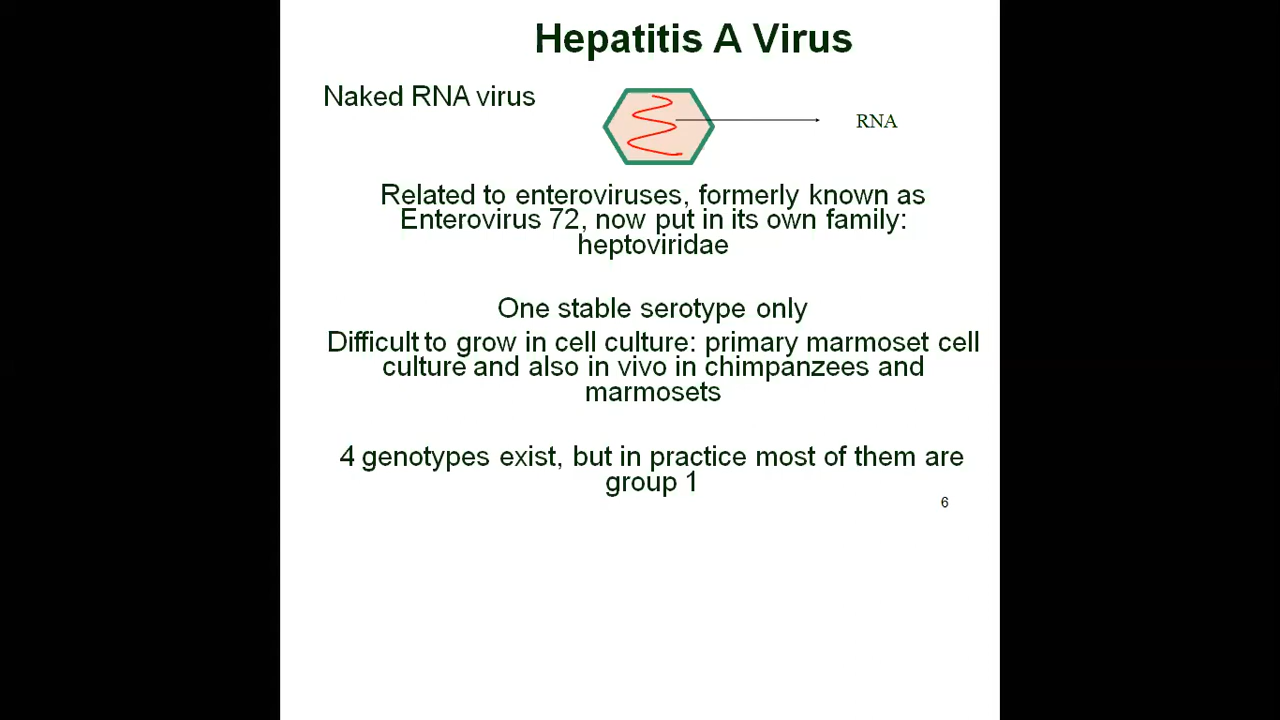 Hepatitis A Virus
Naked RNA virus
RNA
Related to enteroviruses, formerly known as
Enterovirus 72, now put in its own family:
heptoviridae
One stable serotype only
Difficult to grow in cell culture: primary marmoset cell
culture and also in vivo in chimpanzees and
marmosets
4 genotypes exist, but in practice most of them are
group 1
6